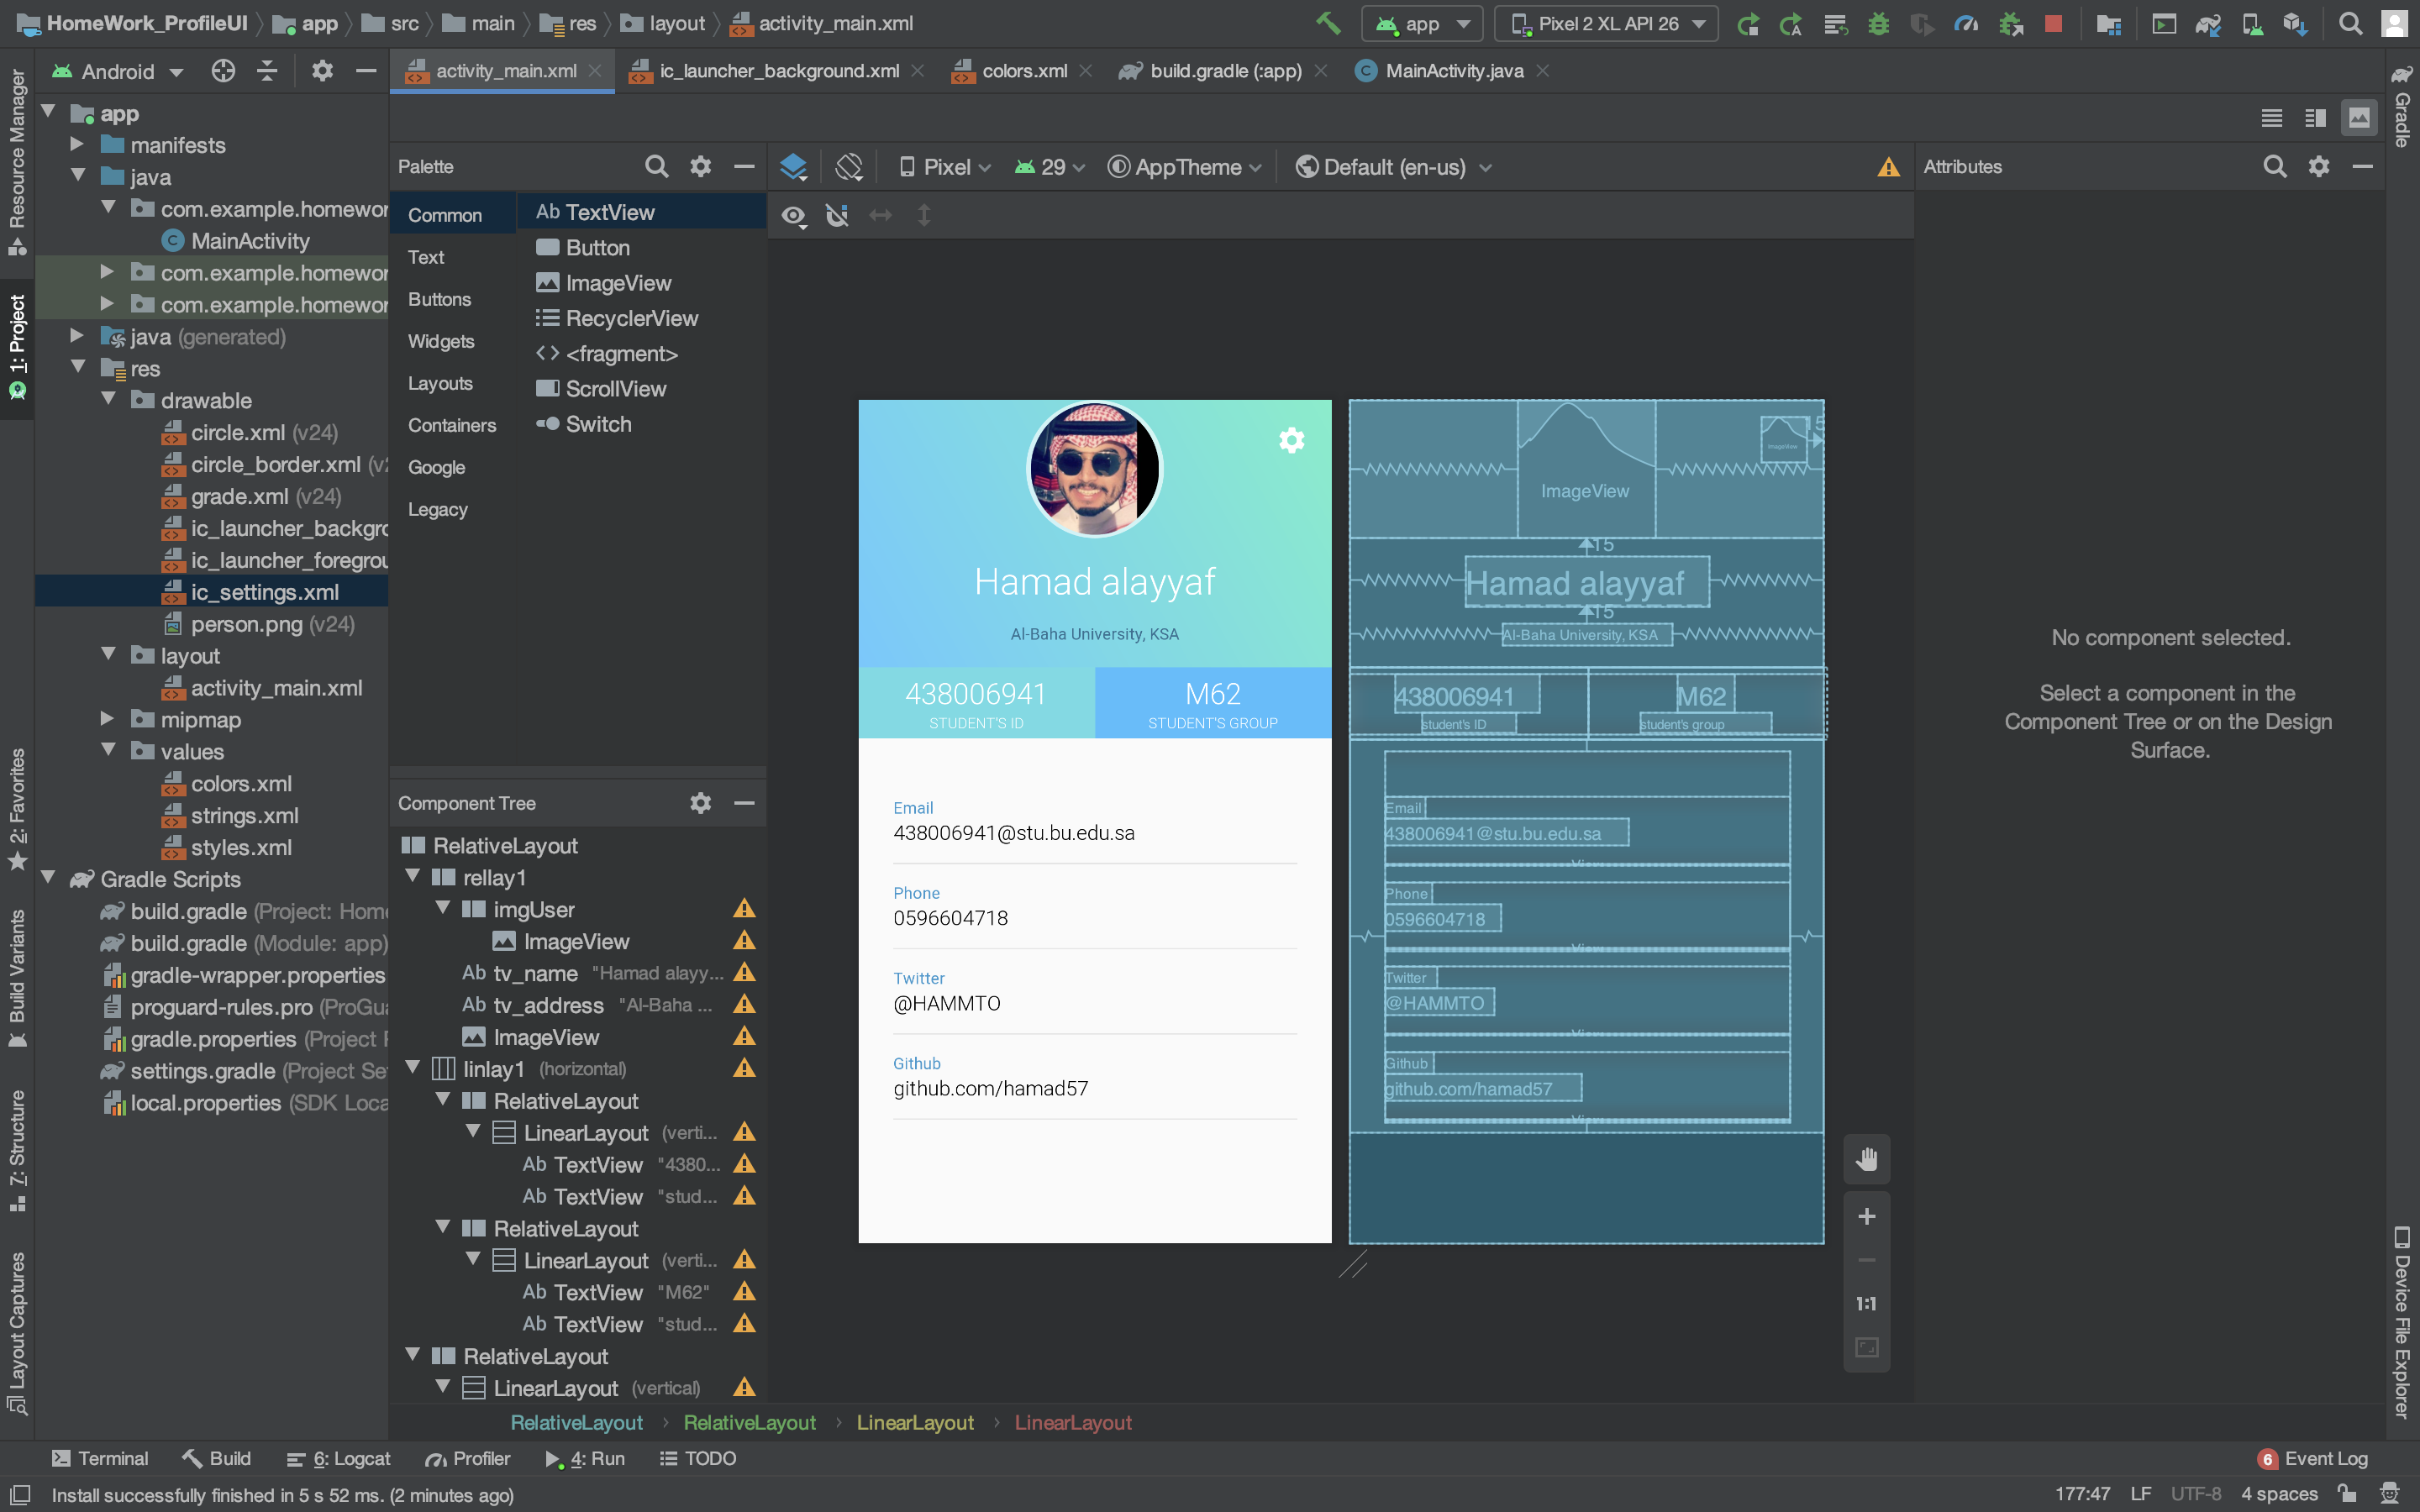 HomeWork_ProfileUI
app
src
main
res
layout
activity_main.xml
app
Pixel 2 XL API 26
Android
activity_main.xml
ic_launcher_background.xml
colors.xml
build.gradle (:app)
MainActivity.java
Resource Manager
1: Project
2: Favorites
Build Variants
7: Structure
Layout Captures
app
manifests
java
com.example.homewor
MainActivity
com.example.homewor
com.example.homewor
java (generated)
res
drawable
circle.xml (v24)
circle_border.xml (v2
grade.xml (v24)
ic_launcher_backgro
ic_launcher_foregrou
ic_settings.xml
person.png (v24)
layout
activity_main.xml
mipmap
values
colors.xml
strings.xml
styles.xml
Gradle Scripts
build.gradle (Project: Home
build.gradle (Module: app)
gradle-wrapper.properties
proguard-rules.pro (ProGua
gradle.properties (Project P
settings.gradle (Project Set
local.properties (SDK Loca
Palette
Common
Text
Buttons
Widgets
Layouts
Containers
Google
Legacy
Ab TextView
Button
ImageView
RecyclerView
<fragment>
ScrollView
Switch
Component Tree
RelativeLayout
rellay1
imgUser
ImageView
Ab tv_name "Hamad alayy...
Ab tv_address "Al-Baha ...
ImageView
linlay1 (horizontal)
RelativeLayout
LinearLayout (verti...
Ab TextView "4380...
Ab TextView "stud...
RelativeLayout
LinearLayout (verti...
Ab TextView "M62"
Ab TextView "stud...
RelativeLayout
LinearLayout (vertical)
Pixel
29
AppTheme
Default (en-us)
Hamad alayyaf
Al-Baha University, KSA
438006941
STUDENT'S ID
M62
STUDENT'S GROUP
Email
438006941@stu.bu.edu.sa
Phone
0596604718
Twitter
@HAMMTO
Github
github.com/hamad57
ImageView
ImageView
15
15
Hamad alayyaf
15
Al-Baha University, KSA
438006941
student's ID
M62
student's group
Email
438006941@stu.bu.edu.sa
View
Phone
0596604718
View
Twitter
@HAMMTO
View
Github
github.com/hamad57
View
1:1
Attributes
No component selected.
Select a component in the
Component Tree or on the Design
Surface.
Gradle
Device File Explorer
RelativeLayout
RelativeLayout
LinearLayout
LinearLayout
Terminal
Build
6: Logcat
Profiler
4: Run
TODO
6 Event Log
Install successfully finished in 5 s 52 ms. (2 minutes ago)
177:47
LF
UTF-8
4 spaces